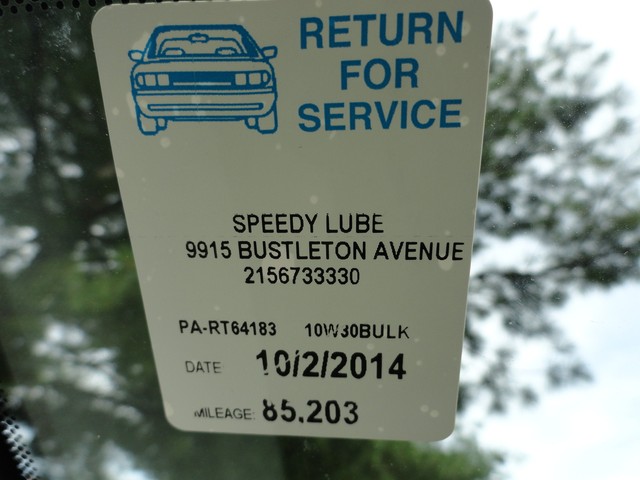 RETURN
FOR
SERVICE
SPEEDY LUBE
9915 BUSTLETON AVENUE
2156733330
PA-RT64183 10W30BULK
DATE 10/2/2014
MILEAGE: 85,203